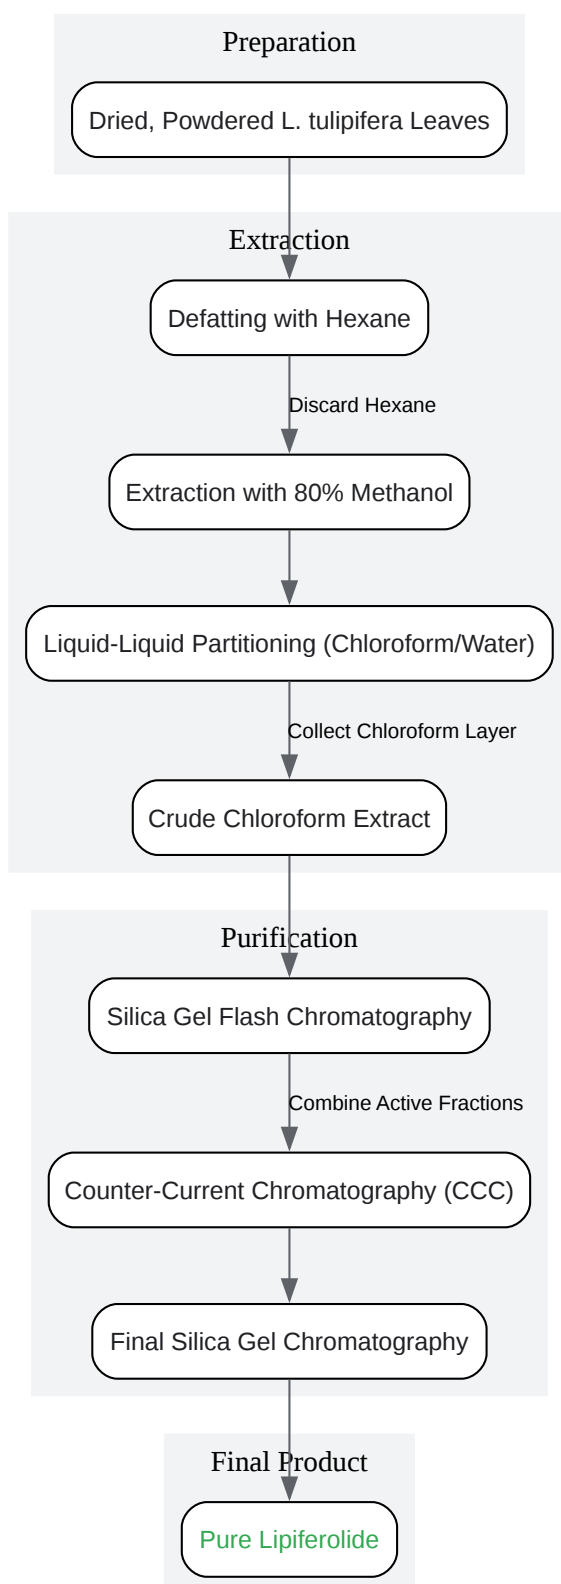 Preparation
Dried, Powdered L. tulipifera Leaves
Extraction
Defatting with Hexane
Discard Hexane
Extraction with 80% Methanol
Liquid-Liquid Partitioning (Chloroform/Water)
Collect Chloroform Layer
Crude Chloroform Extract
Purification
Silica Gel Flash Chromatography
Combine Active Fractions
Counter-Current Chromatography (CCC)
Final Silica Gel Chromatography
Final Product
Pure Lipiferolide